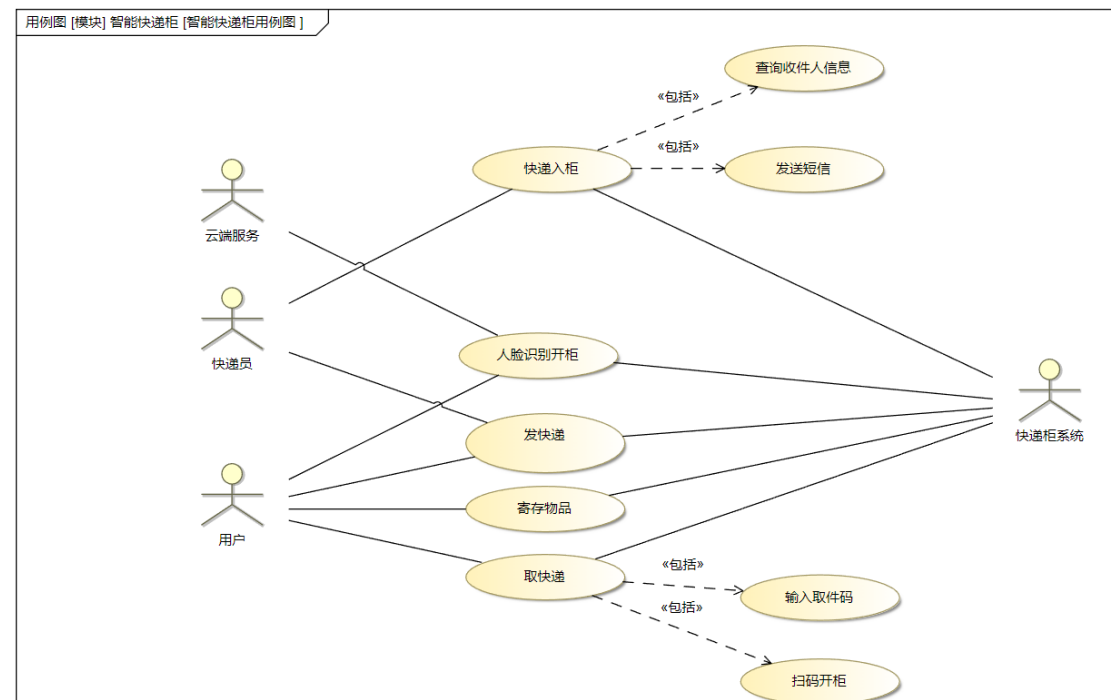 用例图 [模块] 智能快递柜 [智能快递柜用例图 ]
查询收件人信息
«包括»
«包括»
快递入柜
发送短信
云端服务
快递员
人脸识别开柜
快递柜系统
发快递
用户
寄存物品
取快递
«包括»
输入取件码
«包括»
扫码开柜